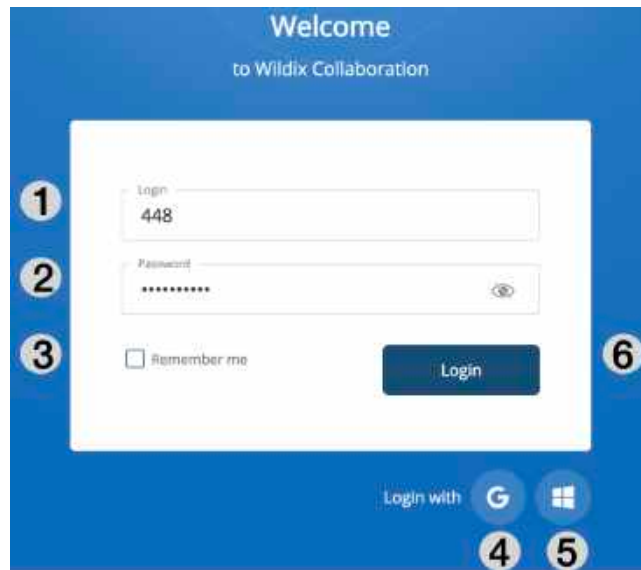 Welcome
to Wildix Collaboration
1
Login
448
2
Password
••••••••••
3
Remember me
Login
6
Login with G
4
5